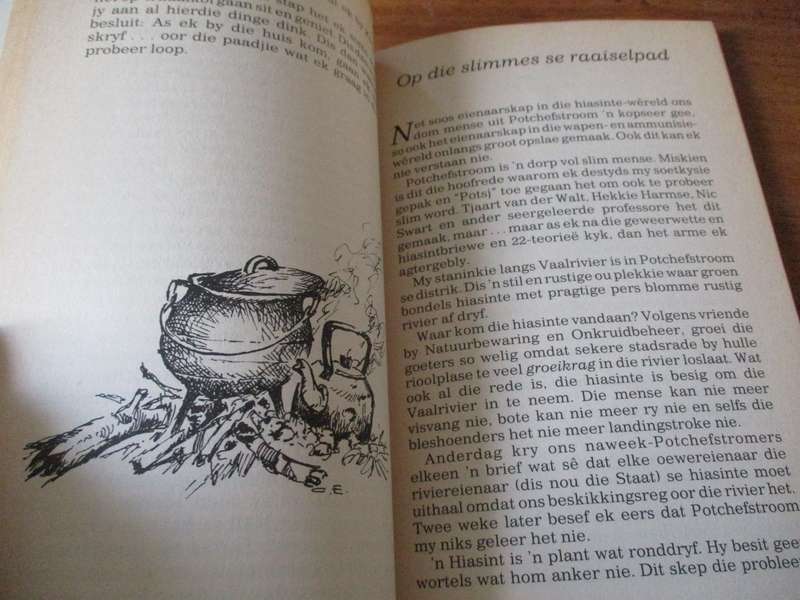 jy aan al hierdie dinge dink. Dis dan
besluit: As ek by die huis kom, gaan ek
skryf . . . oor die paadjie wat ek graag
probeer loop.
J.E.
Op die slimmes se raaiselpad
Net soos eienaarskap in die hiasinte-wêreld ons
dom mense uit Potchefstroom 'n kopseer gee,
so ook het eienaarskap in die wapen- en ammunisie-
wêreld onlangs groot opslae gemaak. Ook dit kan ek
nie verstaan nie.
Potchefstroom is 'n dorp vol slim mense. Miskien
is dit die hoofrede waarom ek destyds my soetkysie
gepak en "Potsj" toe gegaan het om ook te probeer
slim word. Tjaart van der Walt, Hekkie Harmse, Nic
Swart en ander seergeleerde professore het dit
gemaak, maar . . . maar as ek na die geweerwette en
hiasintbriewe en 22-teorieë kyk, dan het arme ek
agtergebly.
My staninkie langs Vaalrivier is in Potchefstroom
se distrik. Dis 'n stil en rustige ou plekkie waar groen
bondels hiasinte met pragtige pers blomme rustig
rivier af dryf.
Waar kom die hiasinte vandaan? Volgens vriende
by Natuurbewaring en Onkruidbeheer, groei die
goeters so welig omdat sekere stadsrade by hulle
rioolplase te veel groeikrag in die rivier loslaat. Wat
ook al die rede is, die hiasinte is besig om die
Vaalrivier in te neem. Die mense kan nie meer
visvang nie, bote kan nie meer ry nie en selfs die
bleshoenders het nie meer landingstroke nie.
Anderdag kry ons naweek-Potchefstromers
elkeen 'n brief wat sê dat elke oewereienaar die
riviereienaar (dis nou die Staat) se hiasinte moet
uithaal omdat ons beskikkingsreg oor die rivier het.
Twee weke later besef ek eers dat Potchefstroom
my niks geleer het nie.
'n Hiasint is 'n plant wat ronddryf. Hy besit geen
wortels wat hom anker nie. Dit skep die